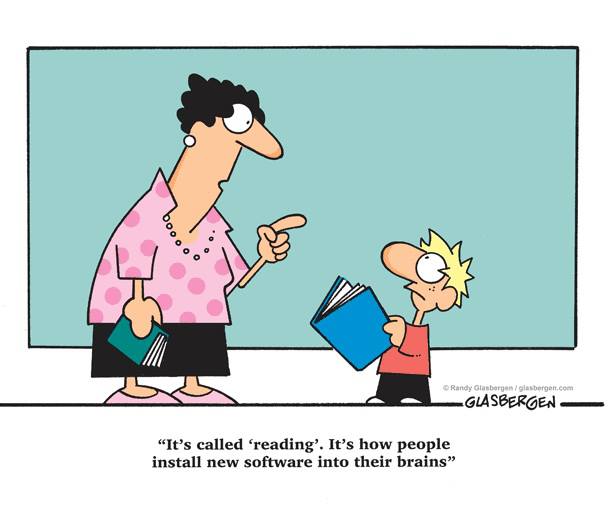 © Randy Glasbergen / glasbergen.com
GLASBERGEN
“It’s called ‘reading’. It’s how people
install new software into their brains”